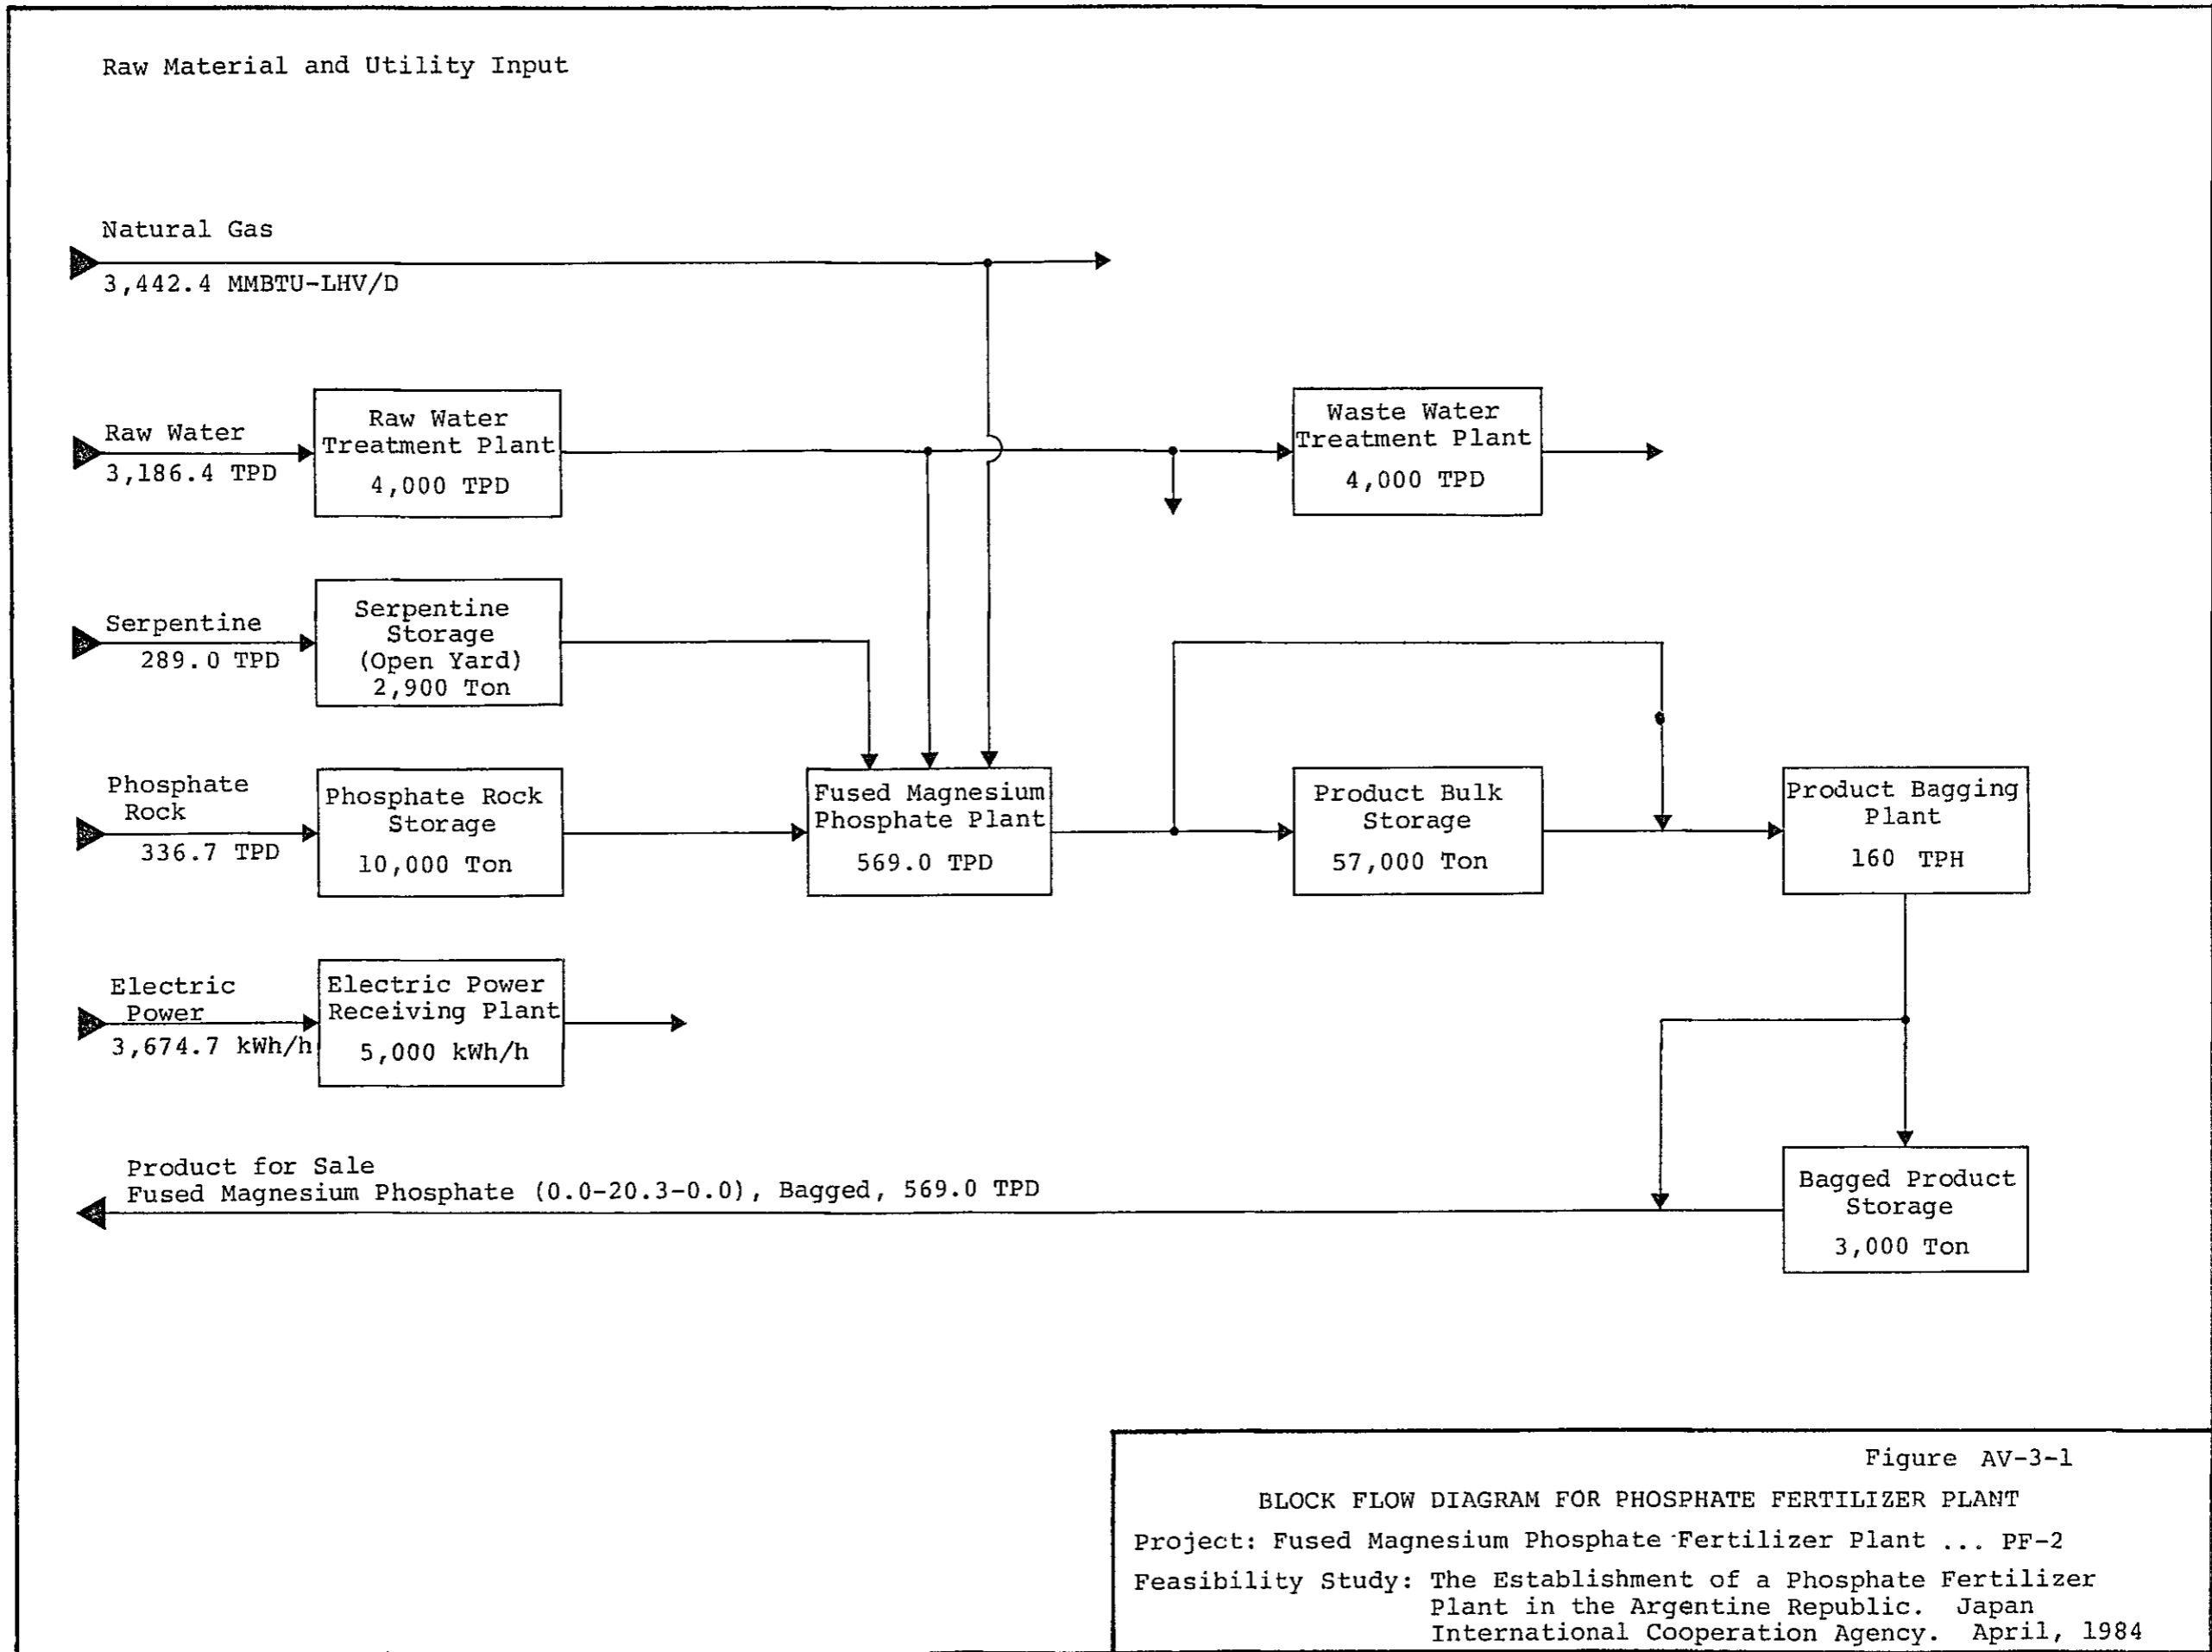 Raw Material and Utility Input
Natural Gas
3,442.4 MMBTU-LHV/D
Raw Water
3,186.4 TPD
Raw Water
Treatment Plant
4,000 TPD
Waste Water
Treatment Plant
4,000 TPD
Serpentine
289.0 TPD
Serpentine
Storage
(Open Yard)
2,900 Ton
Phosphate
Rock
336.7 TPD
Phosphate Rock
Storage
10,000 Ton
Fused Magnesium
Phosphate Plant
569.0 TPD
Product Bulk
Storage
57,000 Ton
Product Bagging
Plant
160 TPH
Electric
Power
3,674.7 kWh/h
Electric Power
Receiving Plant
5,000 kWh/h
Product for Sale
Fused Magnesium Phosphate (0.0-20.3-0.0), Bagged, 569.0 TPD
Bagged Product
Storage
3,000 Ton
Figure AV-3-1
BLOCK FLOW DIAGRAM FOR PHOSPHATE FERTILIZER PLANT
Project: Fused Magnesium Phosphate Fertilizer Plant ... PF-2
Feasibility Study: The Establishment of a Phosphate Fertilizer
Plant in the Argentine Republic. Japan
International Cooperation Agency. April, 1984